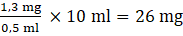 1,3 mg / 0,5 ml × 10 ml = 26 mg